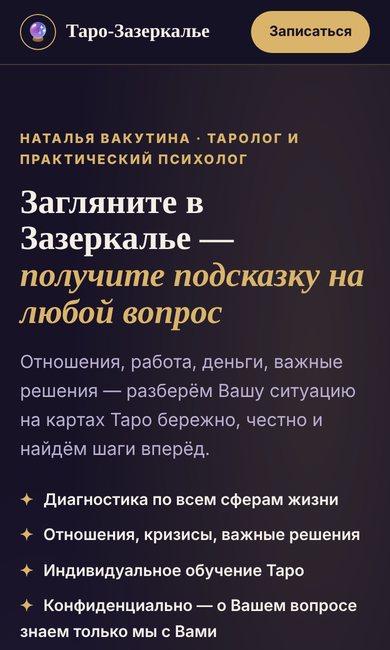 Таро-Зазеркалье
Записаться
НАТАЛЬЯ ВАКУТИНА · ТАРОЛОГ И
ПРАКТИЧЕСКИЙ ПСИХОЛОГ
Загляните в
Зазеркалье —
получите подсказку на
любой вопрос
Отношения, работа, деньги, важные
решения — разберём Вашу ситуацию
на картах Таро бережно, честно и
найдём шаги вперёд.
✦ Диагностика по всем сферам жизни
✦ Отношения, кризисы, важные решения
✦ Индивидуальное обучение Таро
✦ Конфиденциально — о Вашем вопросе
знаем только мы с Вами